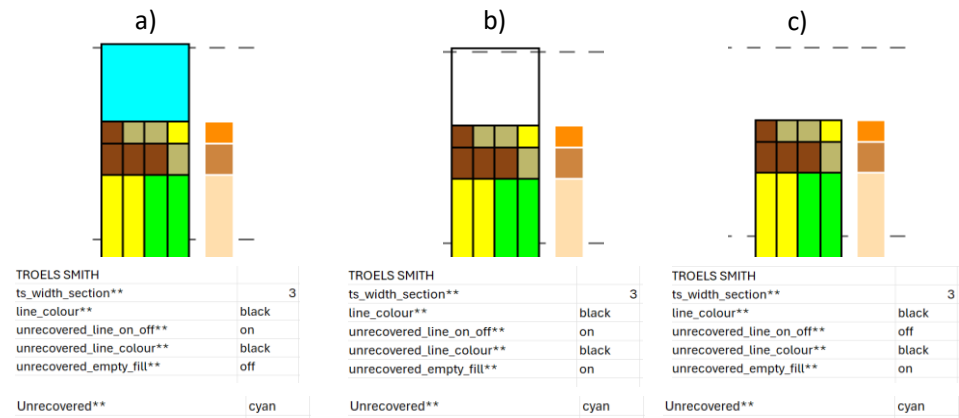 a) b) c)
TROELS SMITH
ts_width_section** 3
line_colour** black
unrecovered_line_on_off** on
unrecovered_line_colour** black
unrecovered_empty_fill** off
Unrecovered** cyan
TROELS SMITH
ts_width_section** 3
line_colour** black
unrecovered_line_on_off** on
unrecovered_line_colour** black
unrecovered_empty_fill** on
Unrecovered** cyan
TROELS SMITH
ts_width_section** 3
line_colour** black
unrecovered_line_on_off** off
unrecovered_line_colour** black
unrecovered_empty_fill** on
Unrecovered** cyan